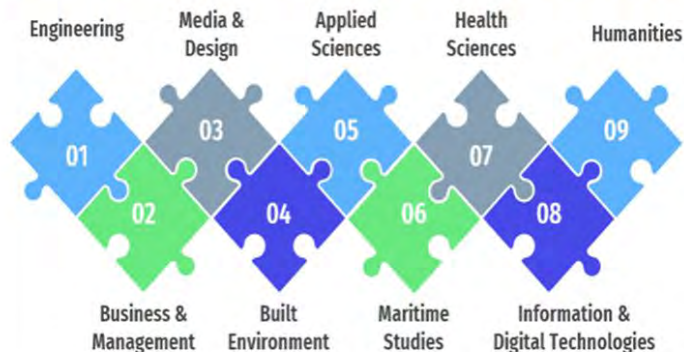 Engineering
Media &
Design
Applied
Sciences
Health
Sciences
Humanities
01
02
03
04
05
06
07
08
09
Business &
Management
Built
Environment
Maritime
Studies
Information &
Digital Technologies